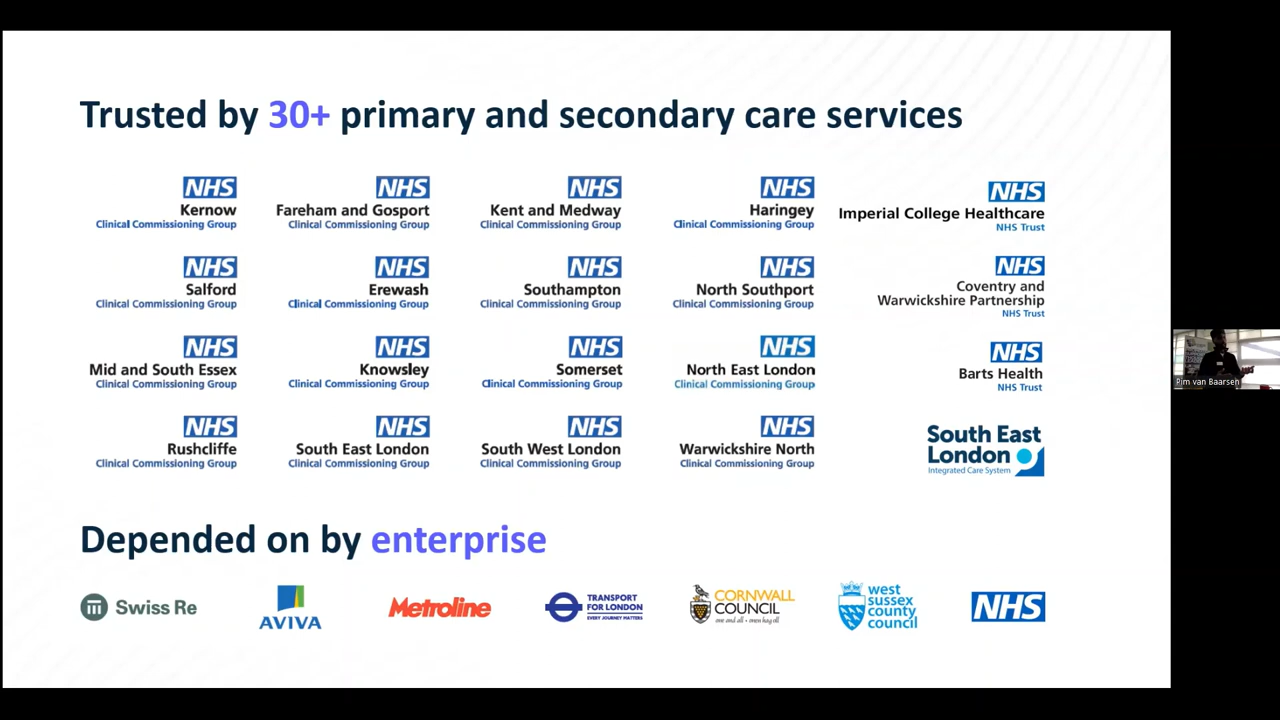 Trusted by 30+ primary and secondary care services
NHS
Kernow
Clinical Commissioning Group
NHS
Fareham and Gosport
Clinical Commissioning Group
NHS
Kent and Medway
Clinical Commissioning Group
NHS
Haringey
Clinical Commissioning Group
NHS
Imperial College Healthcare
NHS Trust
NHS
Salford
Clinical Commissioning Group
NHS
Erewash
Clinical Commissioning Group
NHS
Southampton
Clinical Commissioning Group
NHS
North Southport
Clinical Commissioning Group
NHS
Coventry and
Warwickshire Partnership
NHS Trust
NHS
Mid and South Essex
Clinical Commissioning Group
NHS
Knowsley
Clinical Commissioning Group
NHS
Somerset
Clinical Commissioning Group
NHS
North East London
Clinical Commissioning Group
NHS
Barts Health
NHS Trust
NHS
Rushcliffe
Clinical Commissioning Group
NHS
South East London
Clinical Commissioning Group
NHS
South West London
Clinical Commissioning Group
NHS
Warwickshire North
Clinical Commissioning Group
South East
London
Integrated Care System
Depended on by enterprise
Swiss Re
AVIVA
Metroline
TRANSPORT
FOR LONDON
EVERY JOURNEY MATTERS
CORNWALL
COUNCIL
one and all • onen hag oll
west
sussex
county
council
NHS
Pim van Baarsen